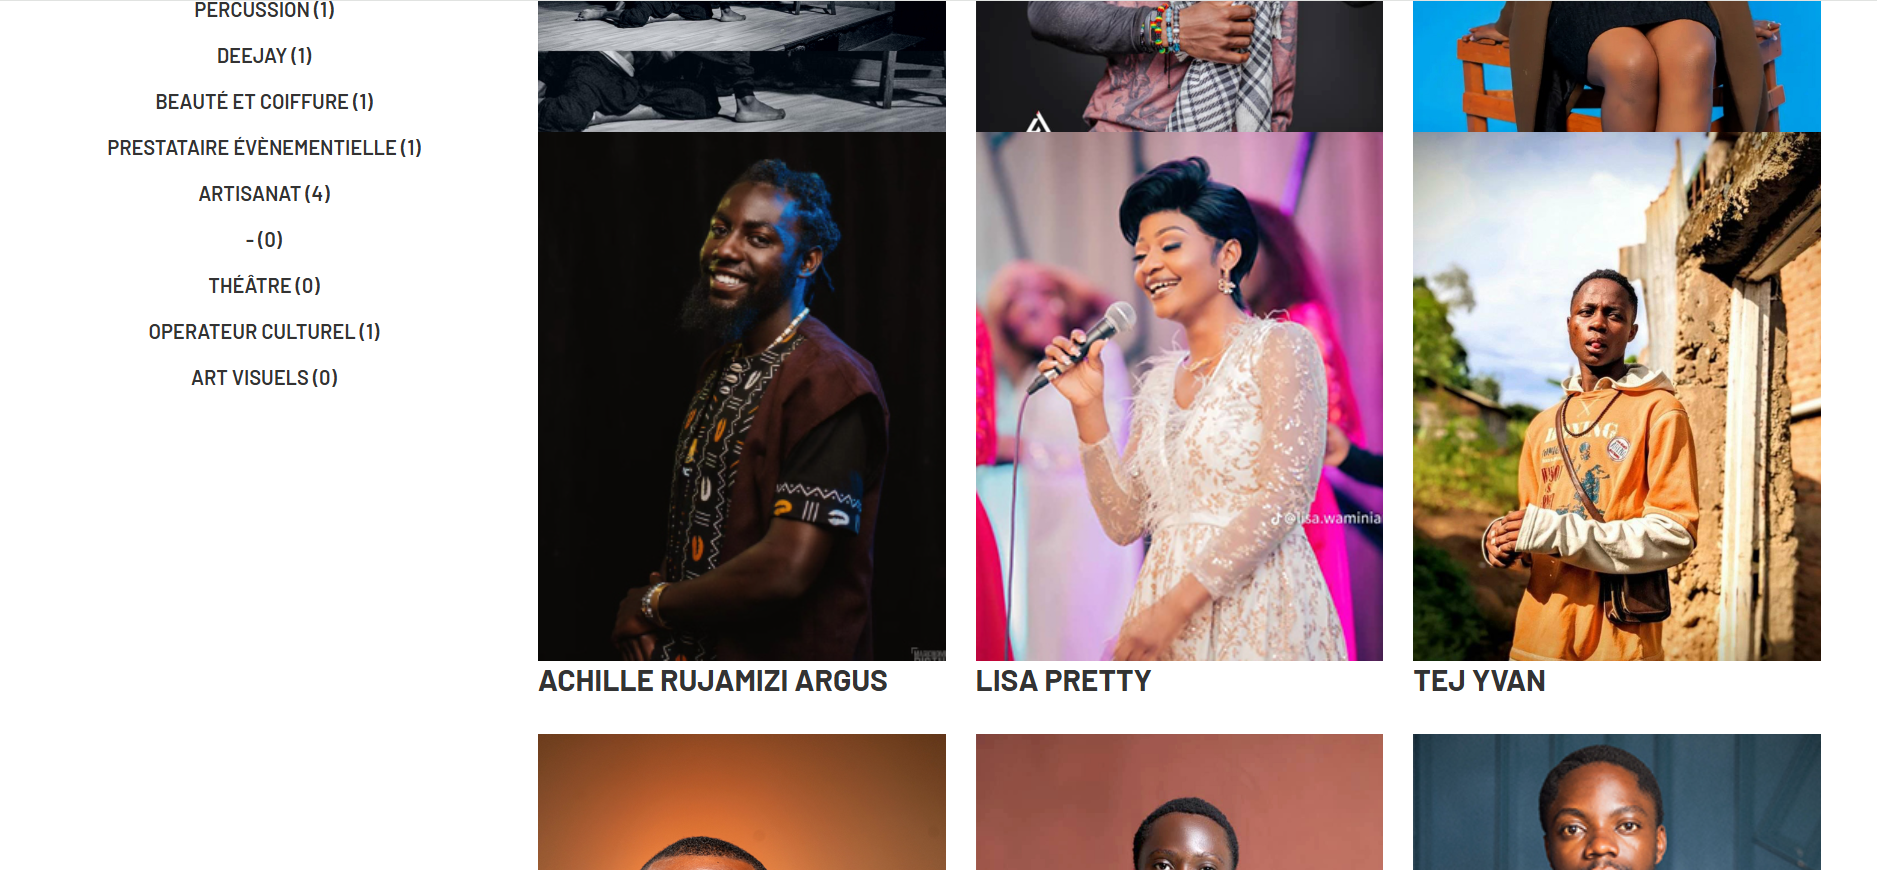 PERCUSSION (1)
DEEJAY (1)
BEAUTÉ ET COIFFURE (1)
PRESTATAIRE ÉVÈNEMENTIELLE (1)
ARTISANAT (4)
- (0)
THÉÂTRE (0)
OPERATEUR CULTUREL (1)
ART VISUELS (0)
@lisa.waminia
ACHILLE RUJAMIZI ARGUS
LISA PRETTY
TEJ YVAN